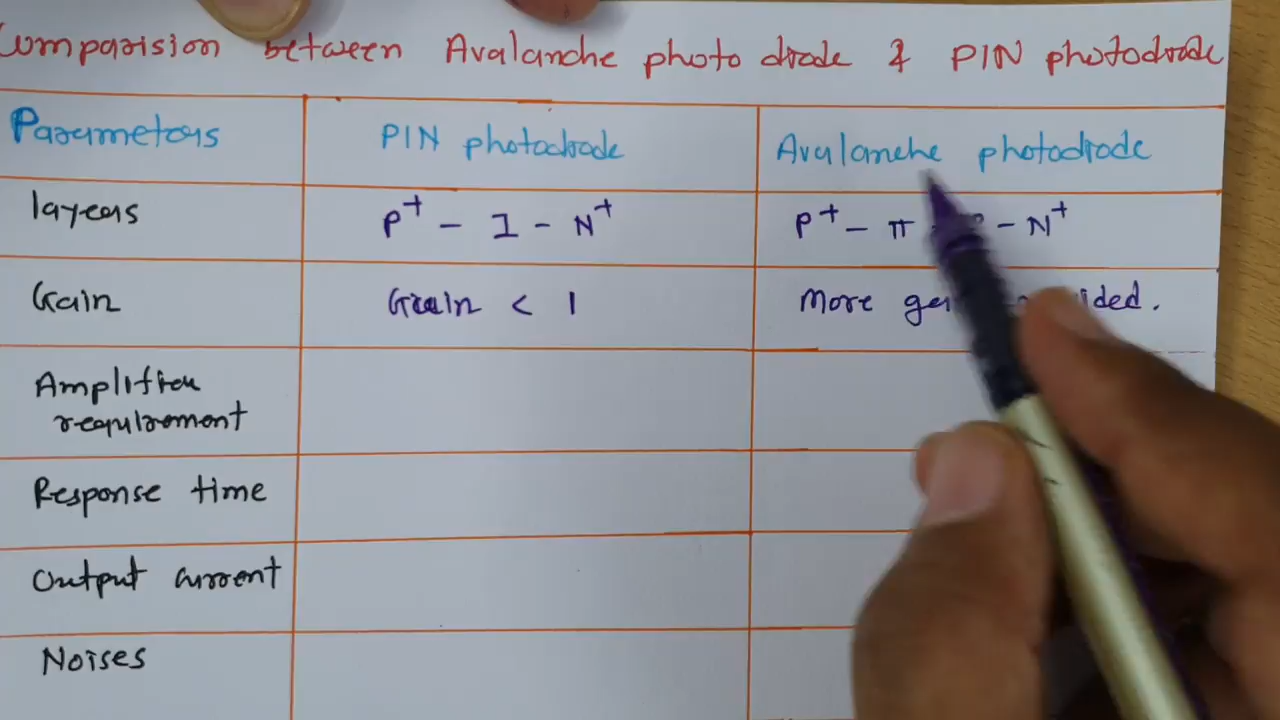 Comparision between Avalanche photo diode & PIN photodiode
Parameters PIN photodiode Avalanche photodiode
layers P+ - I - N+ P+ - π - N+
Gain Gain < 1 More
Amplifier
requirement
Response time
Output current
Noises